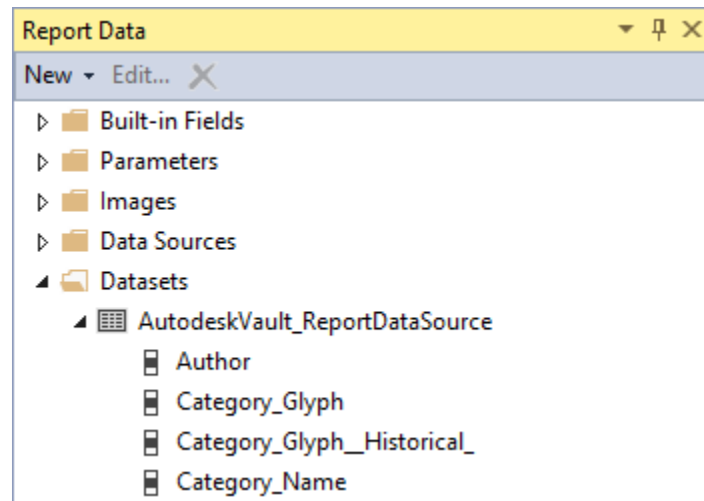 Report Data
New Edit...
Built-in Fields
Parameters
Images
Data Sources
Datasets
AutodeskVault_ReportDataSource
Author
Category_Glyph
Category_Glyph__Historical_
Category_Name